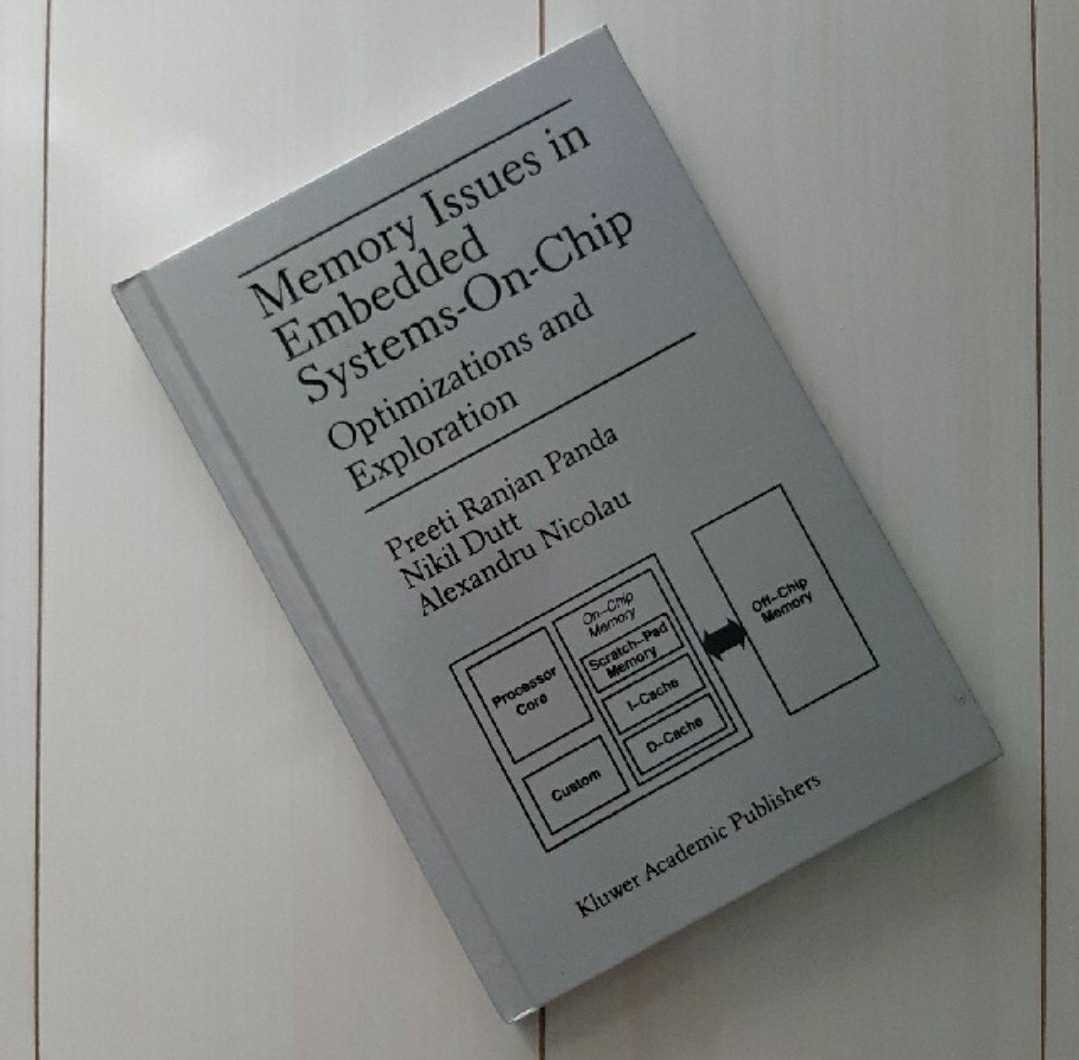 Memory Issues in
Embedded
Systems-On-Chip
Optimizations and
Exploration
Preeti Ranjan Panda
Nikil Dutt
Alexandru Nicolau
Processor
Core
Custom
On-Chip
Memory
Scratch-Pad
Memory
I-Cache
D-Cache
Off-Chip
Memory
Kluwer Academic Publishers